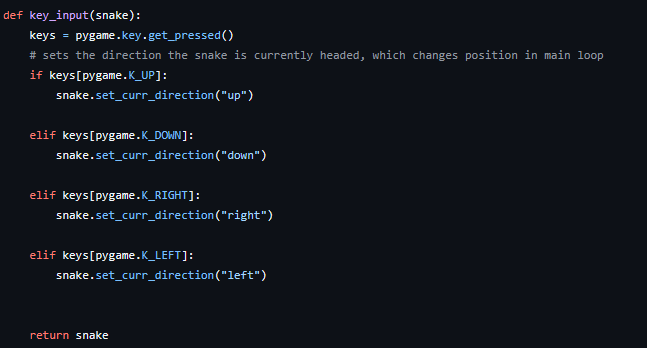 def key_input(snake):
    keys = pygame.key.get_pressed()
    # sets the direction the snake is currently headed, which changes position in main loop
    if keys[pygame.K_UP]:
        snake.set_curr_direction("up")

    elif keys[pygame.K_DOWN]:
        snake.set_curr_direction("down")

    elif keys[pygame.K_RIGHT]:
        snake.set_curr_direction("right")

    elif keys[pygame.K_LEFT]:
        snake.set_curr_direction("left")


    return snake